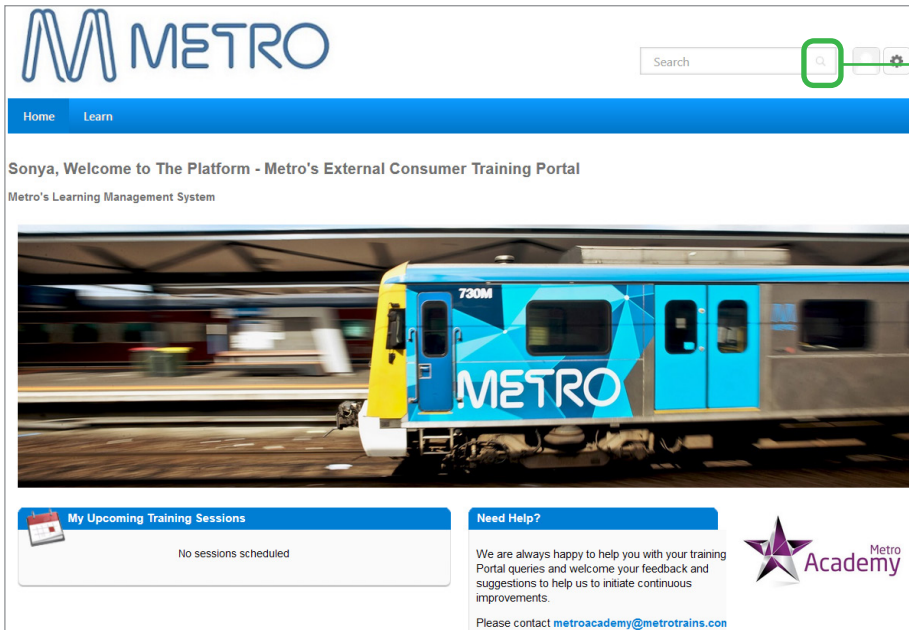 METRO
Search
Home Learn
Sonya, Welcome to The Platform - Metro's External Consumer Training Portal
Metro's Learning Management System
730M
METRO
My Upcoming Training Sessions
No sessions scheduled
Need Help?
We are always happy to help you with your training
Portal queries and welcome your feedback and
suggestions to help us to initiate continuous
improvements.
Please contact metroacademy@metrotrains.com
Metro
Academy